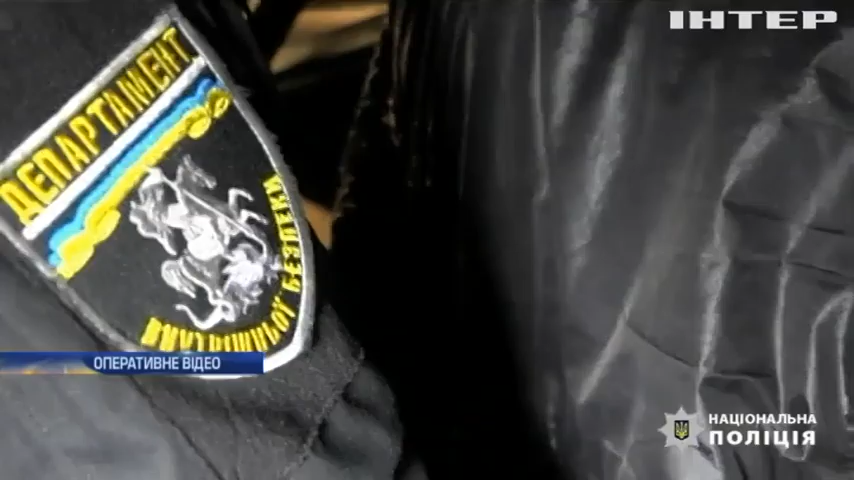 ІНТЕР
ДЕПАРТАМЕНТ
ВНУТРІШНЬОЇ БЕЗПЕКИ
ОПЕРАТИВНЕ ВІДЕО
НАЦІОНАЛЬНА
ПОЛІЦІЯ